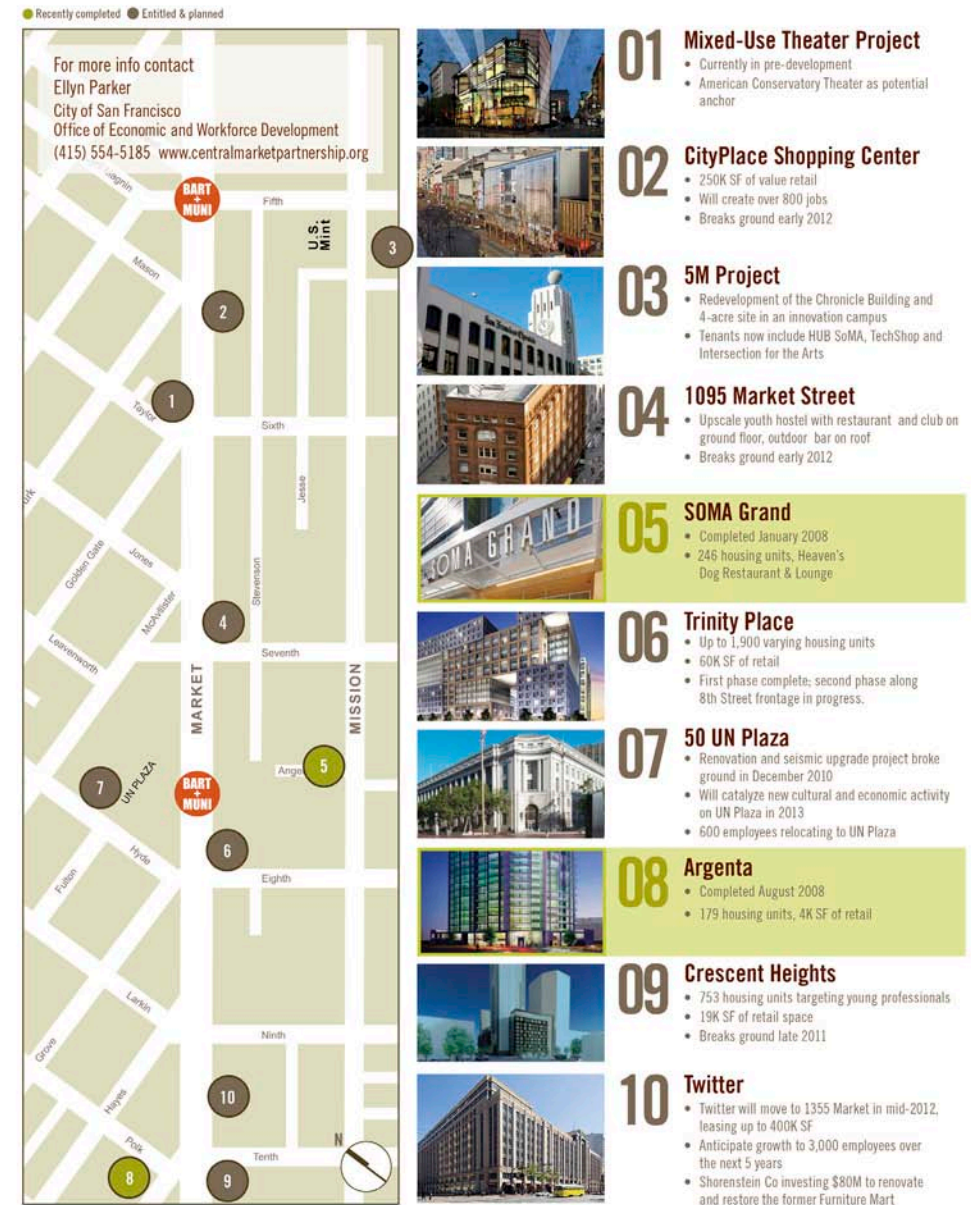 Recently completed Entitled & planned
For more info contact
Ellyn Parker
City of San Francisco
Office of Economic and Workforce Development
(415) 554-5185 www.centralmarketpartnership.org
BART
+
MUNI
Fifth
U.S.
Mint
3
Mason
2
1
Taylor
Sixth
Jesse
Golden Gate
Jones
McAvllister
Stevenson
4
Leavenworth
Seventh
MARKET
MISSION
7
UN PLAZA
BART
+
MUNI
5
6
Hyde
Fulton
Eighth
Larkin
Ninth
Grove
Hayes
10
Polk
N
Tenth
8
9
01
Mixed-Use Theater Project
• Currently in pre-development
• American Conservatory Theater as potential
anchor
02
CityPlace Shopping Center
• 250K SF of value retail
• Will create over 800 jobs
• Breaks ground early 2012
03
5M Project
• Redevelopment of the Chronicle Building and
4-acre site in an innovation campus
• Tenants now include HUB SoMA, TechShop and
Intersection for the Arts
04
1095 Market Street
• Upscale youth hostel with restaurant and club on
ground floor, outdoor bar on roof
• Breaks ground early 2012
SOMA GRAND
05
SOMA Grand
• Completed January 2008
• 246 housing units, Heaven's
Dog Restaurant & Lounge
06
Trinity Place
• Up to 1,900 varying housing units
• 60K SF of retail
• First phase complete; second phase along
8th Street frontage in progress.
07
50 UN Plaza
• Renovation and seismic upgrade project broke
ground in December 2010
• Will catalyze new cultural and economic activity
on UN Plaza in 2013
• 600 employees relocating to UN Plaza
08
Argenta
• Completed August 2008
• 179 housing units, 4K SF of retail
09
Crescent Heights
• 753 housing units targeting young professionals
• 19K SF of retail space
• Breaks ground late 2011
10
Twitter
• Twitter will move to 1355 Market in mid-2012,
leasing up to 400K SF
• Anticipate growth to 3,000 employees over
the next 5 years
• Shorenstein Co investing $80M to renovate
and restore the former Furniture Mart